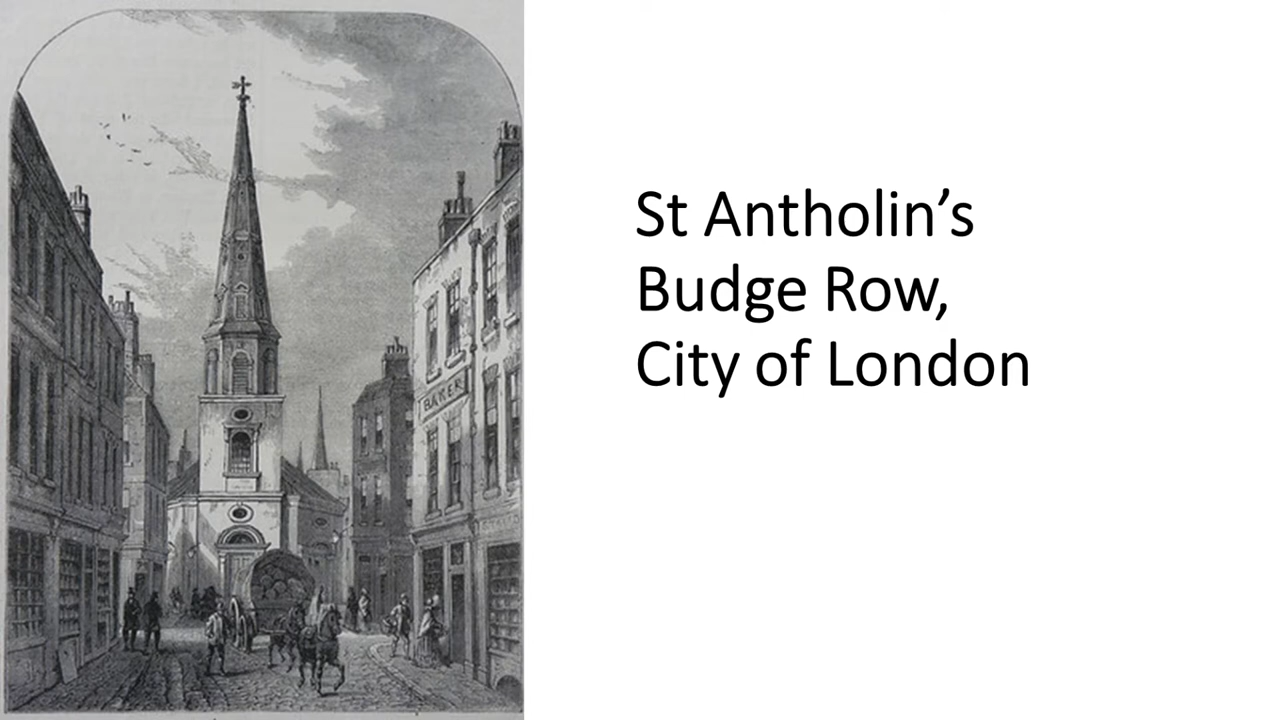 BAKER
St Antholin’s
Budge Row,
City of London